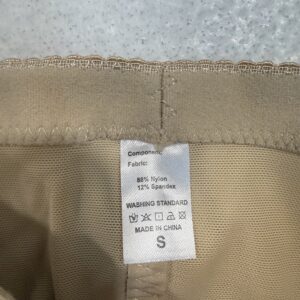 Component:
Fabric:
88% Nylon
12% Spandex
WASHING STANDARD
MADE IN CHINA
S